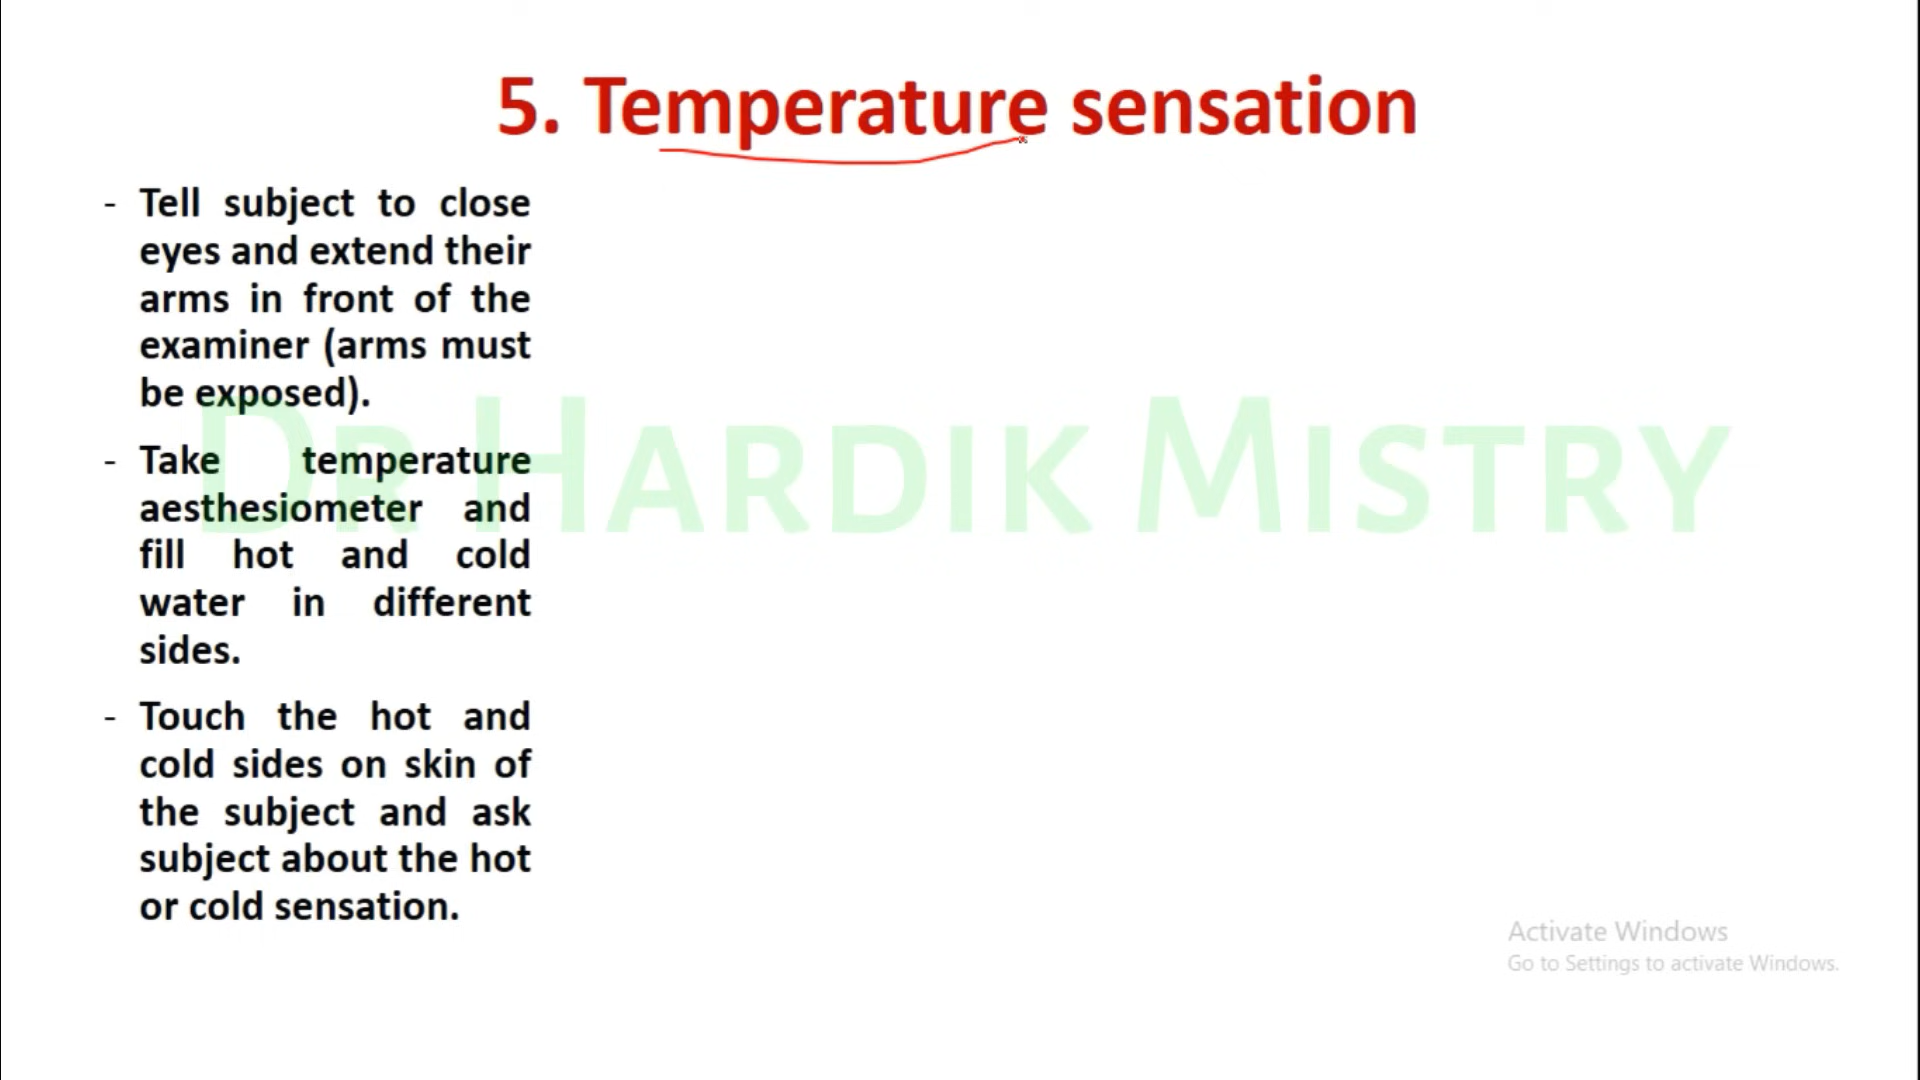 5. Temperature sensation
- Tell subject to close
eyes and extend their
arms in front of the
examiner (arms must
be exposed).
- Take temperature
aesthesiometer and
fill hot and cold
water in different
sides.
- Touch the hot and
cold sides on skin of
the subject and ask
subject about the hot
or cold sensation.
DR HARDIK MISTRY
Activate Windows
Go to Settings to activate Windows.